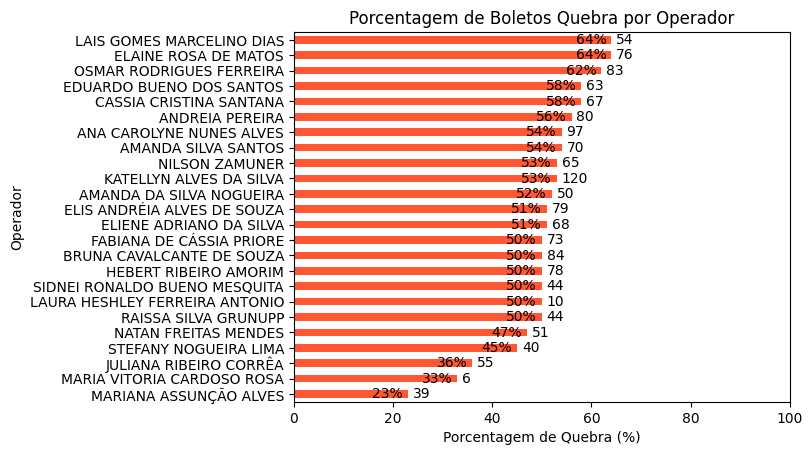 Porcentagem de Boletos Quebra por Operador
LAIS GOMES MARCELINO DIAS 64% 54
ELAINE ROSA DE MATOS 64% 76
OSMAR RODRIGUES FERREIRA 62% 83
EDUARDO BUENO DOS SANTOS 58% 63
CASSIA CRISTINA SANTANA 58% 67
ANDREIA PEREIRA 56% 80
ANA CAROLYNE NUNES ALVES 54% 97
AMANDA SILVA SANTOS 54% 70
NILSON ZAMUNER 53% 65
KATELLYN ALVES DA SILVA 53% 120
AMANDA DA SILVA NOGUEIRA 52% 50
ELIS ANDRÉIA ALVES DE SOUZA 51% 79
ELIENE ADRIANO DA SILVA 51% 68
FABIANA DE CÁSSIA PRIORE 50% 73
BRUNA CAVALCANTE DE SOUZA 50% 84
HEBERT RIBEIRO AMORIM 50% 78
SIDNEI RONALDO BUENO MESQUITA 50% 44
LAURA HESHLEY FERREIRA ANTONIO 50% 10
RAISSA SILVA GRUNUPP 50% 44
NATAN FREITAS MENDES 47% 51
STEFANY NOGUEIRA LIMA 45% 40
JULIANA RIBEIRO CORRÊA 36% 55
MARIA VITORIA CARDOSO ROSA 33% 6
MARIANA ASSUNÇÃO ALVES 23% 39
Operador
0 20 40 60 80 100
Porcentagem de Quebra (%)